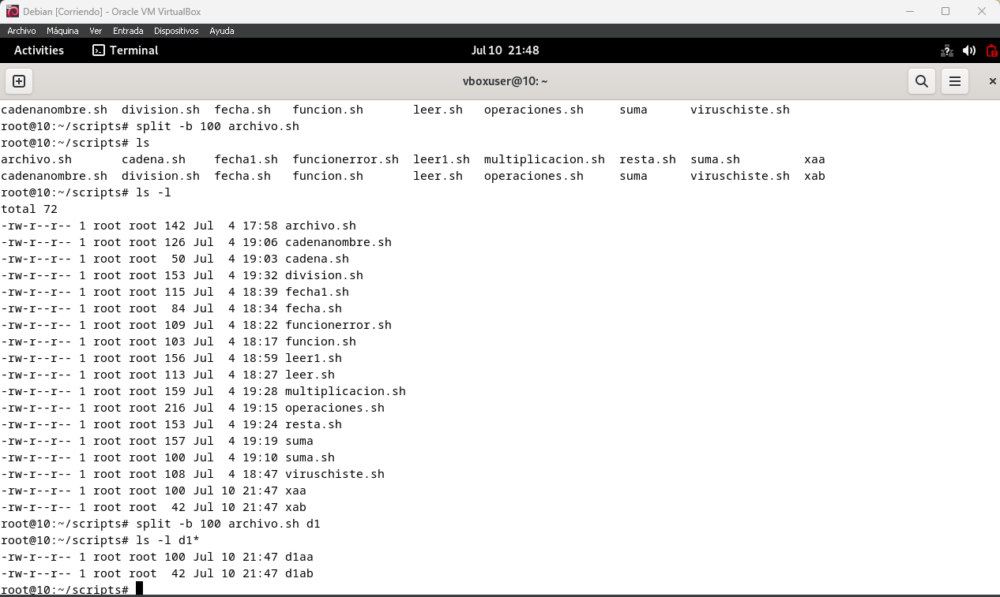 Debian [Corriendo] - Oracle VM VirtualBox
Archivo Máquina Ver Entrada Dispositivos Ayuda
Activities Terminal Jul 10 21:48
vboxuser@10: ~
cadenanombre.sh division.sh fecha.sh funcion.sh leer.sh operaciones.sh suma viruschiste.sh
root@10:~/scripts# split -b 100 archivo.sh
root@10:~/scripts# ls
archivo.sh cadena.sh fecha1.sh funcionerror.sh leer1.sh multiplicacion.sh resta.sh suma.sh xaa
cadenanombre.sh division.sh fecha.sh funcion.sh leer.sh operaciones.sh suma viruschiste.sh xab
root@10:~/scripts# ls -l
total 72
-rw-r--r-- 1 root root 142 Jul  4 17:58 archivo.sh
-rw-r--r-- 1 root root 126 Jul  4 19:06 cadenanombre.sh
-rw-r--r-- 1 root root  50 Jul  4 19:03 cadena.sh
-rw-r--r-- 1 root root 153 Jul  4 19:32 division.sh
-rw-r--r-- 1 root root 115 Jul  4 18:39 fecha1.sh
-rw-r--r-- 1 root root  84 Jul  4 18:34 fecha.sh
-rw-r--r-- 1 root root 109 Jul  4 18:22 funcionerror.sh
-rw-r--r-- 1 root root 103 Jul  4 18:17 funcion.sh
-rw-r--r-- 1 root root 156 Jul  4 18:59 leer1.sh
-rw-r--r-- 1 root root 113 Jul  4 18:27 leer.sh
-rw-r--r-- 1 root root 159 Jul  4 19:28 multiplicacion.sh
-rw-r--r-- 1 root root 216 Jul  4 19:15 operaciones.sh
-rw-r--r-- 1 root root 153 Jul  4 19:24 resta.sh
-rw-r--r-- 1 root root 157 Jul  4 19:19 suma
-rw-r--r-- 1 root root 100 Jul  4 19:10 suma.sh
-rw-r--r-- 1 root root 108 Jul  4 18:47 viruschiste.sh
-rw-r--r-- 1 root root 100 Jul 10 21:47 xaa
-rw-r--r-- 1 root root  42 Jul 10 21:47 xab
root@10:~/scripts# split -b 100 archivo.sh d1
root@10:~/scripts# ls -l d1*
-rw-r--r-- 1 root root 100 Jul 10 21:47 d1aa
-rw-r--r-- 1 root root  42 Jul 10 21:47 d1ab
root@10:~/scripts#